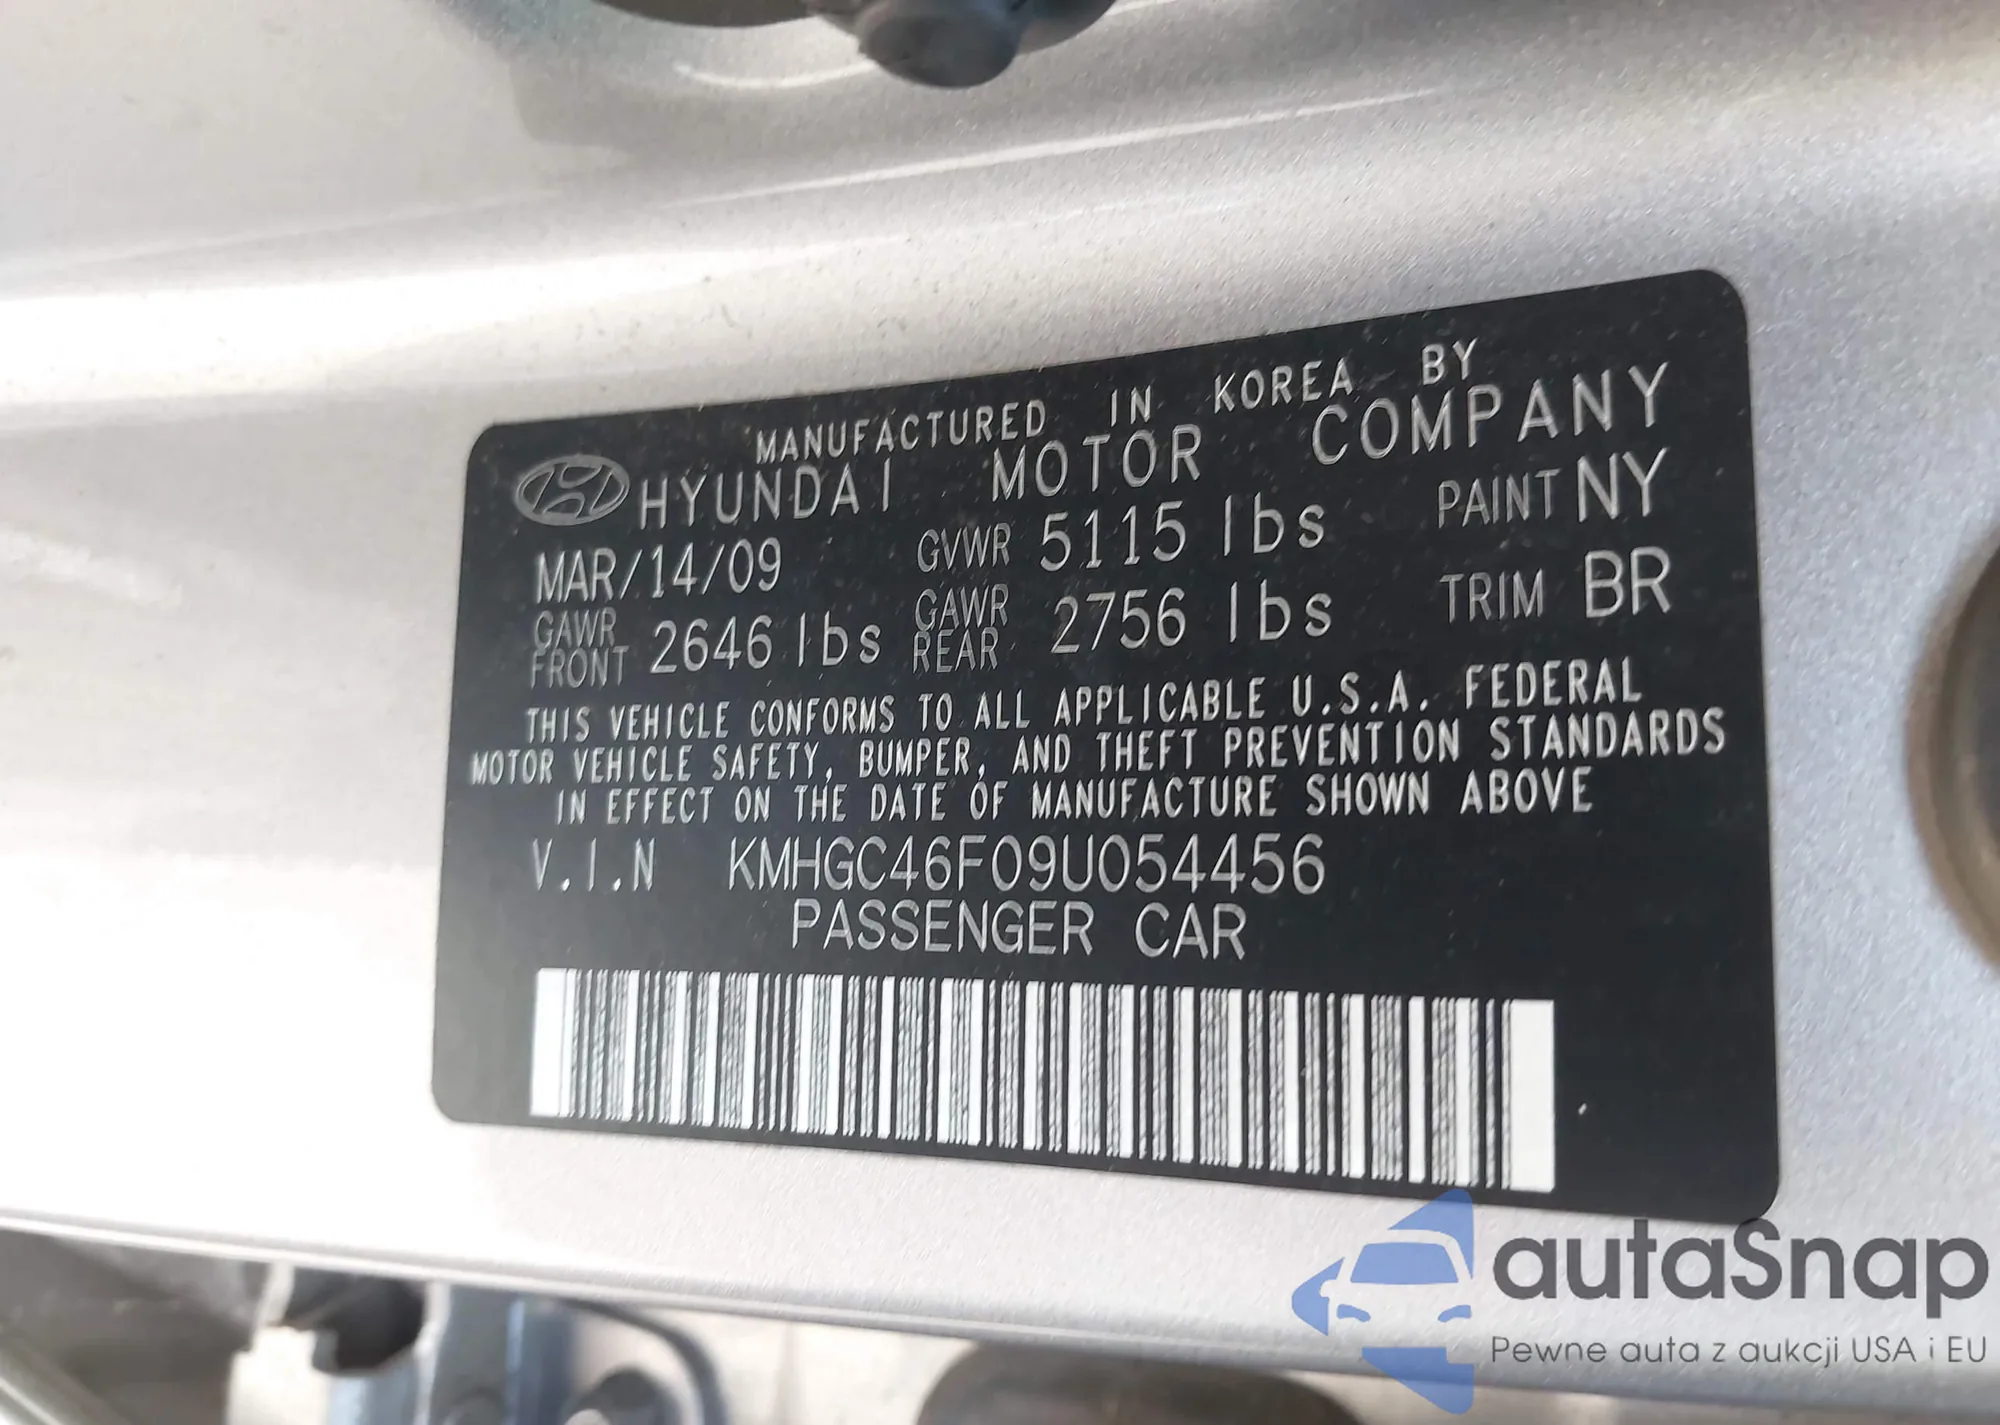 MANUFACTURED IN KOREA BY
HYUNDAI MOTOR COMPANY
MAR/14/09 GVWR 5115 lbs PAINT NY
GAWR FRONT 2646 lbs GAWR REAR 2756 lbs TRIM BR
THIS VEHICLE CONFORMS TO ALL APPLICABLE U.S.A. FEDERAL
MOTOR VEHICLE SAFETY, BUMPER, AND THEFT PREVENTION STANDARDS
IN EFFECT ON THE DATE OF MANUFACTURE SHOWN ABOVE
V.I.N KMHGC46F09U054456
PASSENGER CAR
autaSnap
Pewne auta z aukcji USA i EU